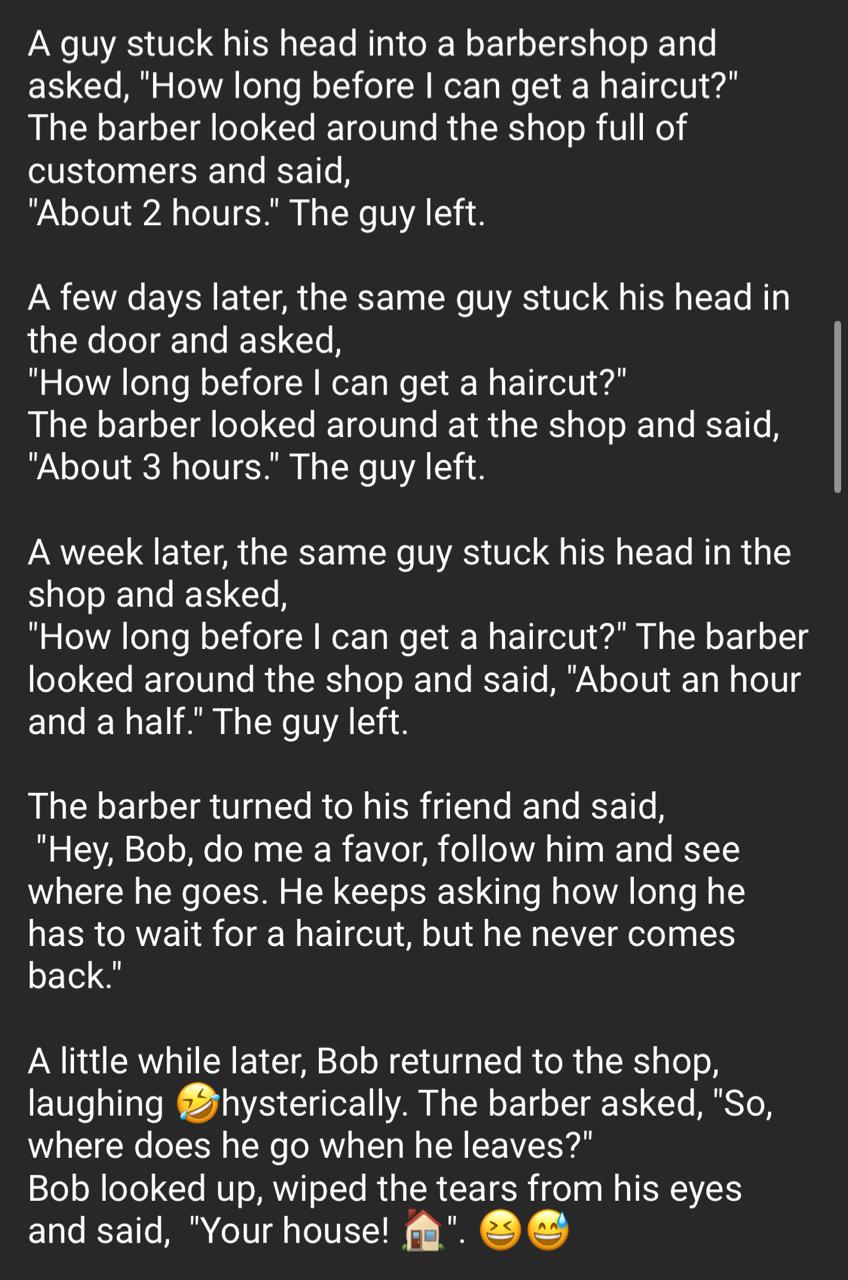 A guy stuck his head into a barbershop and
asked, "How long before I can get a haircut?"
The barber looked around the shop full of
customers and said,
"About 2 hours." The guy left.

A few days later, the same guy stuck his head in
the door and asked,
"How long before I can get a haircut?"
The barber looked around at the shop and said,
"About 3 hours." The guy left.

A week later, the same guy stuck his head in the
shop and asked,
"How long before I can get a haircut?" The barber
looked around the shop and said, "About an hour
and a half." The guy left.

The barber turned to his friend and said,
"Hey, Bob, do me a favor, follow him and see
where he goes. He keeps asking how long he
has to wait for a haircut, but he never comes
back."

A little while later, Bob returned to the shop,
laughing 🤣hysterically. The barber asked, "So,
where does he go when he leaves?"
Bob looked up, wiped the tears from his eyes
and said,  "Your house! 🏠". 😆😅